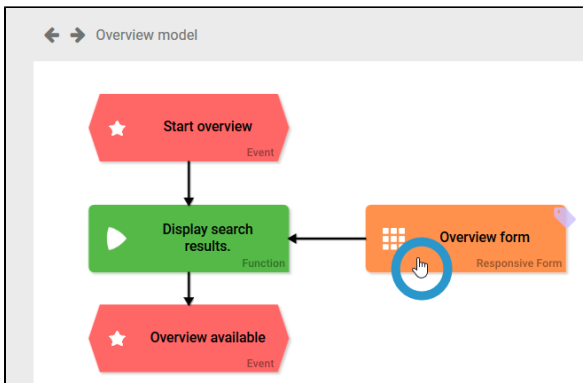 Overview model
Start overview
Event
Display search
results.
Function
Overview form
Responsive Form
Overview available
Event